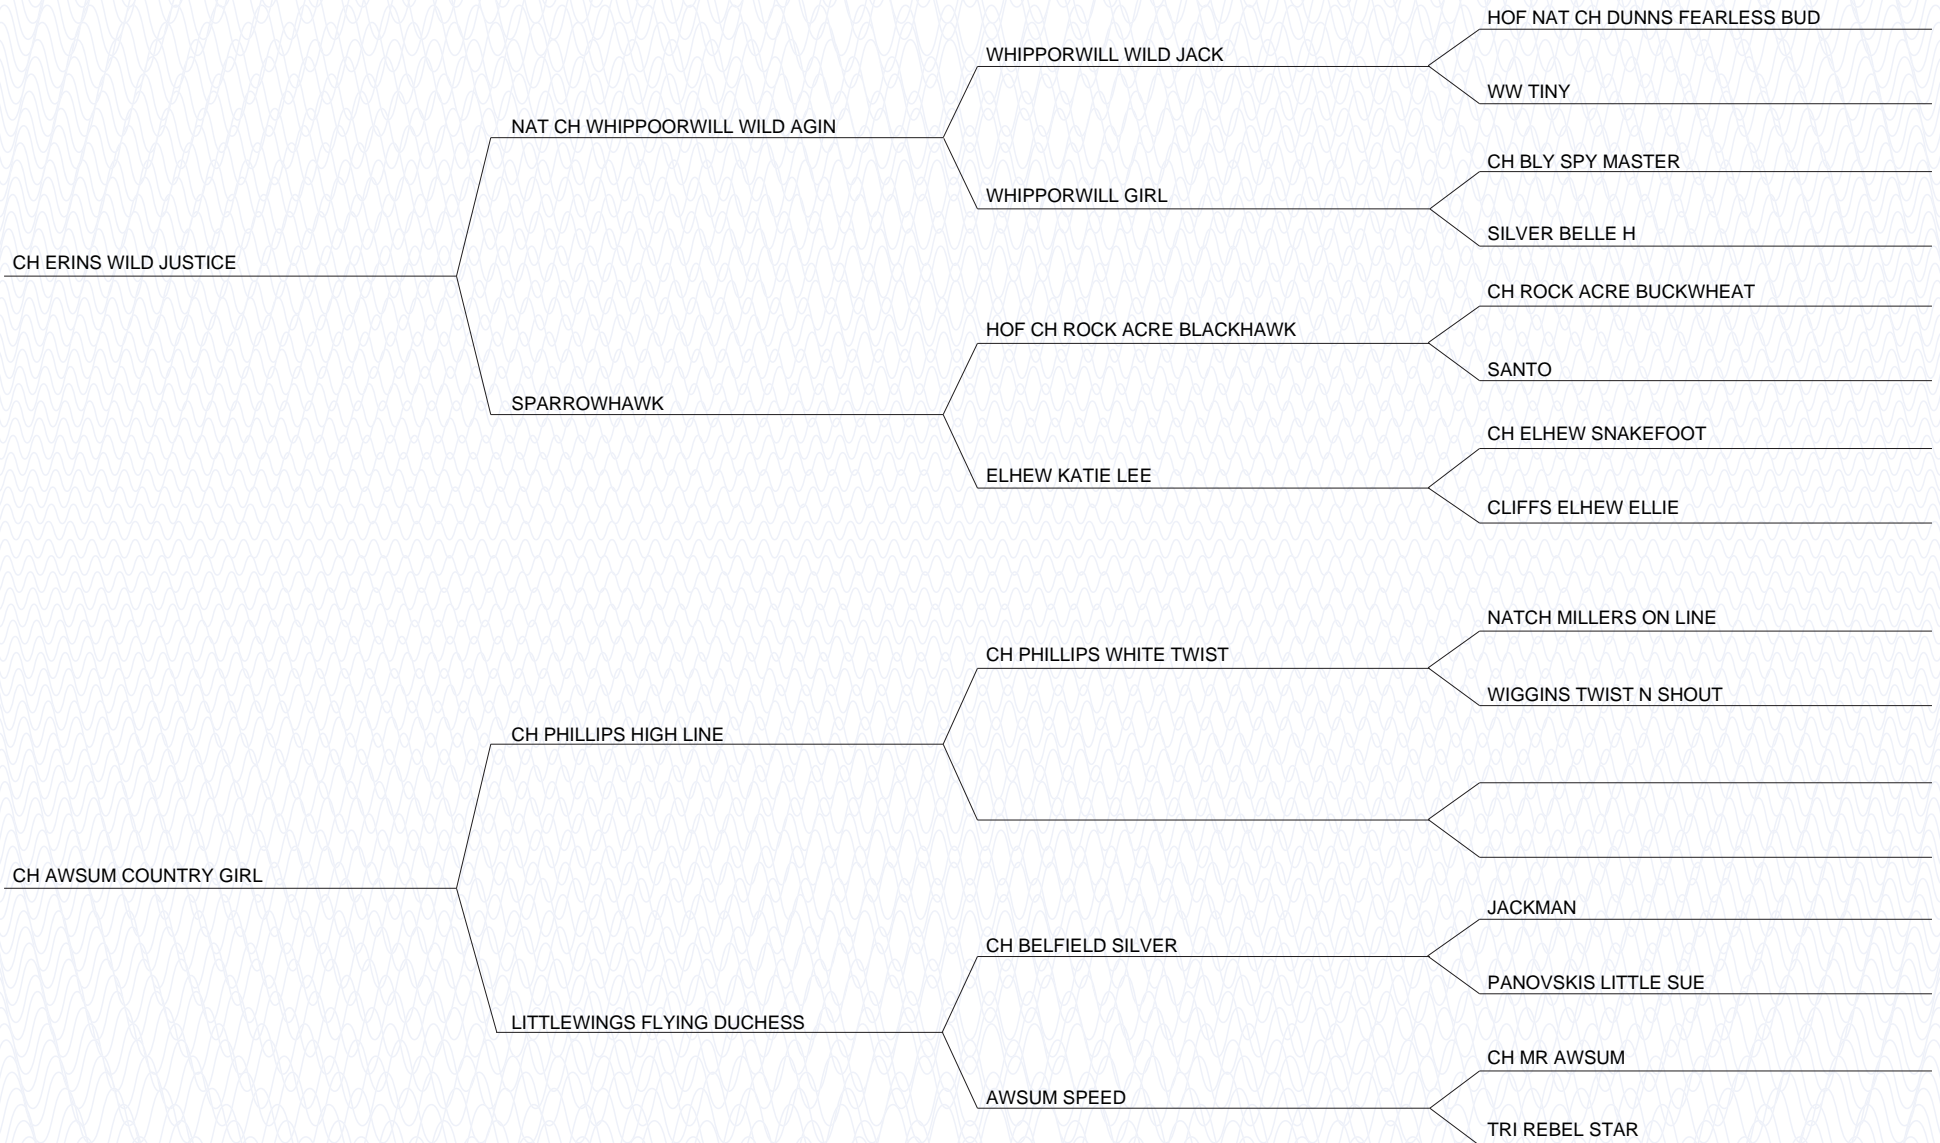 HOF NAT CH DUNNS FEARLESS BUD
WHIPPORWILL WILD JACK
WW TINY
NAT CH WHIPPOORWILL WILD AGIN
CH BLY SPY MASTER
WHIPPORWILL GIRL
SILVER BELLE H
CH ERINS WILD JUSTICE
CH ROCK ACRE BUCKWHEAT
HOF CH ROCK ACRE BLACKHAWK
SANTO
SPARROWHAWK
CH ELHEW SNAKEFOOT
ELHEW KATIE LEE
CLIFFS ELHEW ELLIE
NATCH MILLERS ON LINE
CH PHILLIPS WHITE TWIST
WIGGINS TWIST N SHOUT
CH PHILLIPS HIGH LINE
CH AWSUM COUNTRY GIRL
JACKMAN
CH BELFIELD SILVER
PANOVSKIS LITTLE SUE
LITTLEWINGS FLYING DUCHESS
CH MR AWSUM
AWSUM SPEED
TRI REBEL STAR